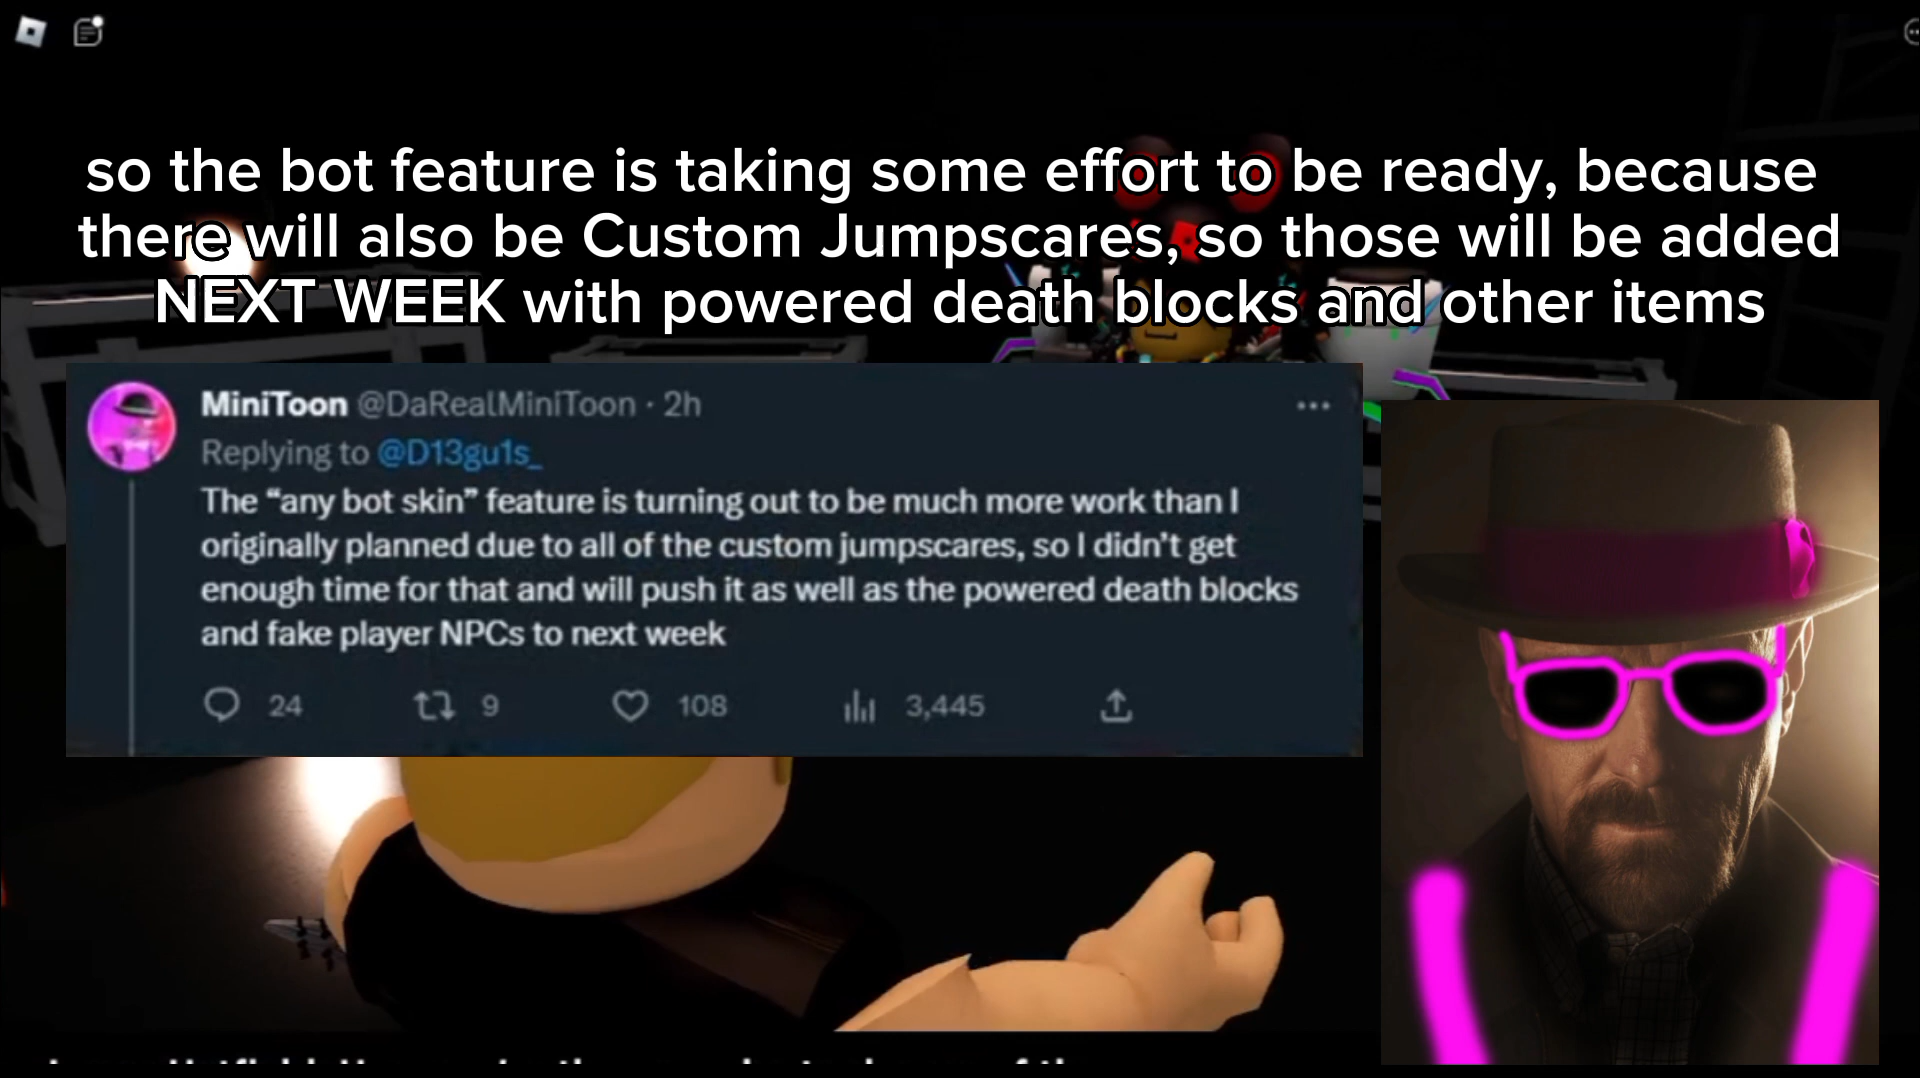 so the bot feature is taking some effort to be ready, because
there will also be Custom Jumpscares, so those will be added
NEXT WEEK with powered death blocks and other items
MiniToon @DaRealMiniToon · 2h
Replying to @D13gu1s_
The “any bot skin” feature is turning out to be much more work than I
originally planned due to all of the custom jumpscares, so I didn’t get
enough time for that and will push it as well as the powered death blocks
and fake player NPCs to next week
24 9 108 3,445